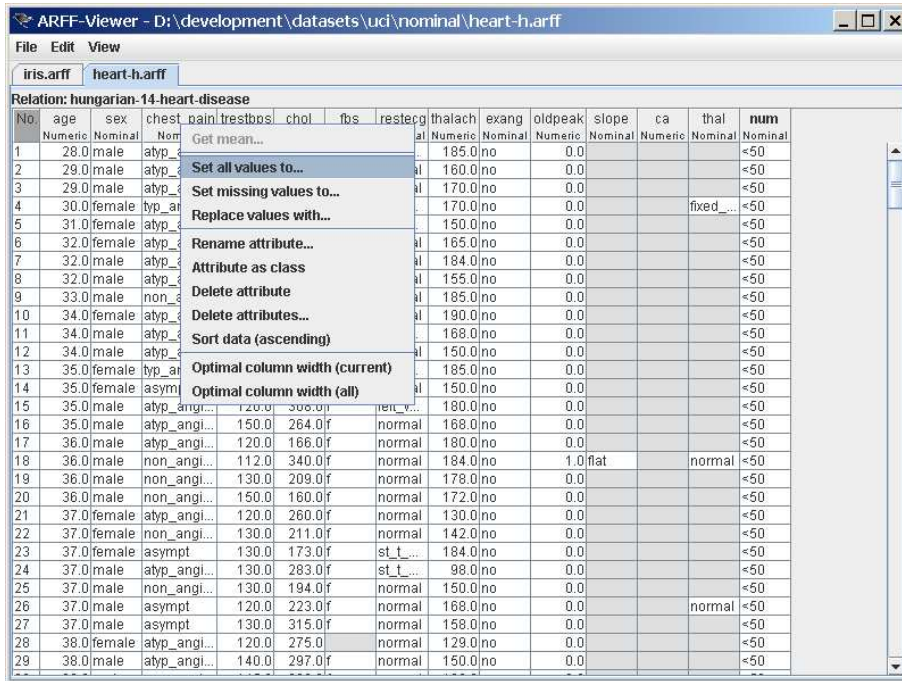 ARFF-Viewer - D:\development\datasets\uci\nominal\heart-h.arff
File Edit View
iris.arff heart-h.arff
Relation: hungarian-14-heart-disease
No. age sex chest_pain trestbps chol fbs restecg thalach exang oldpeak slope ca thal num
Numeric Nominal Numeric Nominal Numeric Nominal Numeric Nominal Nominal
Get mean...
Set all values to...
Set missing values to...
Replace values with...
Rename attribute...
Attribute as class
Delete attribute
Delete attributes...
Sort data (ascending)
Optimal column width (current)
Optimal column width (all)
1 28.0 male 185.0 no 0.0 <50
2 29.0 male 160.0 no 0.0 <50
3 29.0 male 170.0 no 0.0 <50
4 30.0 female 170.0 no 0.0 fixed_... <50
5 31.0 female 150.0 no 0.0 <50
6 32.0 female 165.0 no 0.0 <50
7 32.0 male 184.0 no 0.0 <50
8 32.0 male 155.0 no 0.0 <50
9 33.0 male 185.0 no 0.0 <50
10 34.0 female 190.0 no 0.0 <50
11 34.0 male 168.0 no 0.0 <50
12 34.0 male 150.0 no 0.0 <50
13 35.0 female 185.0 no 0.0 <50
14 35.0 female 150.0 no 0.0 <50
15 35.0 male atyp_angi... 180.0 no 0.0 <50
16 35.0 male atyp_angi... 150.0 264.0 f normal 168.0 no 0.0 <50
17 36.0 male atyp_angi... 120.0 166.0 f normal 180.0 no 0.0 <50
18 36.0 male non_angi... 112.0 340.0 f normal 184.0 no 1.0 flat normal <50
19 36.0 male non_angi... 130.0 209.0 f normal 178.0 no 0.0 <50
20 36.0 male non_angi... 150.0 160.0 f normal 172.0 no 0.0 <50
21 37.0 female atyp_angi... 120.0 260.0 f normal 130.0 no 0.0 <50
22 37.0 female non_angi... 130.0 211.0 f normal 142.0 no 0.0 <50
23 37.0 female asympt 130.0 173.0 f st_t_... 184.0 no 0.0 <50
24 37.0 male atyp_angi... 130.0 283.0 f st_t_... 98.0 no 0.0 <50
25 37.0 male non_angi... 130.0 194.0 f normal 150.0 no 0.0 <50
26 37.0 male asympt 120.0 223.0 f normal 168.0 no 0.0 normal <50
27 37.0 male asympt 130.0 315.0 f normal 158.0 no 0.0 <50
28 38.0 female atyp_angi... 120.0 275.0 normal 129.0 no 0.0 <50
29 38.0 male atyp_angi... 140.0 297.0 f normal 150.0 no 0.0 <50